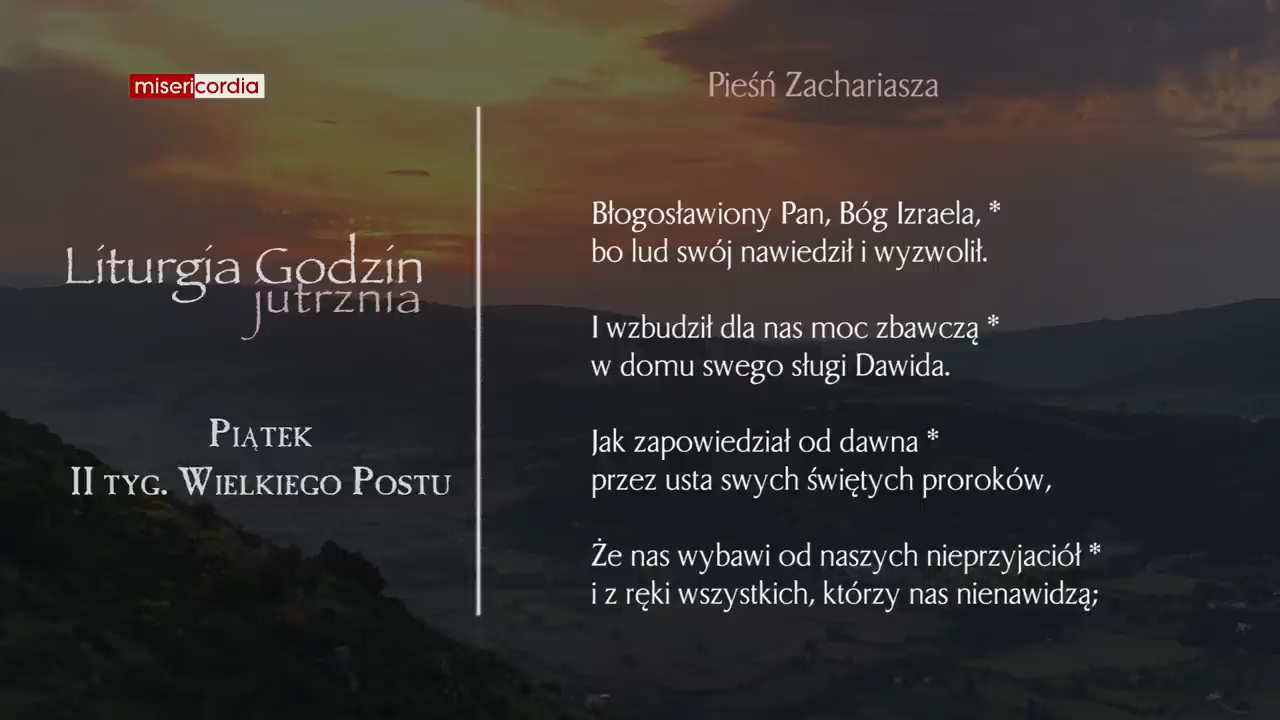 misericordia
Liturgia Godzin
jutrznia
Piątek
II tyg. Wielkiego Postu
Pieśń Zachariasza
Błogosławiony Pan, Bóg Izraela, *
bo lud swój nawiedził i wyzwolił.
I wzbudził dla nas moc zbawczą *
w domu swego sługi Dawida.
Jak zapowiedział od dawna *
przez usta swych świętych proroków,
Że nas wybawi od naszych nieprzyjaciół *
i z ręki wszystkich, którzy nas nienawidzą;